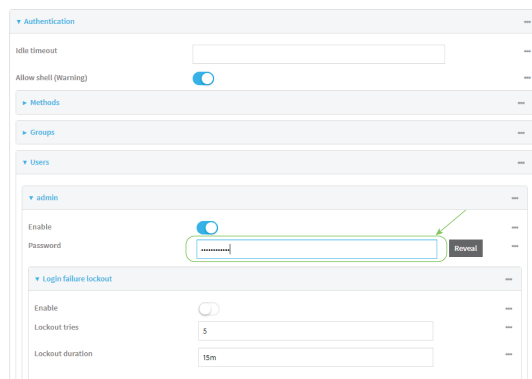 Authentication
Idle timeout
Allow shell (Warning)
Methods
Groups
Users
admin
Enable
Password
•••••••••••• Reveal
Login failure lockout
Enable
Lockout tries
5
Lockout duration
15m